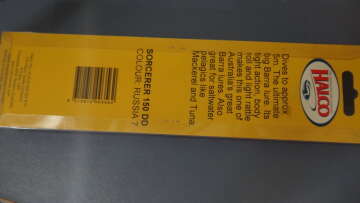 HALCO
Dives to approx
5m. The ultimate
big Barra lure. Its
tight action, body
roll and light rattle
makes this one of
Australia's great
Barra lures. Also
great for saltwater
pelagics like
Mackerel and Tuna.
SORCERER 150 DD
COLOUR: RUSSIA 7